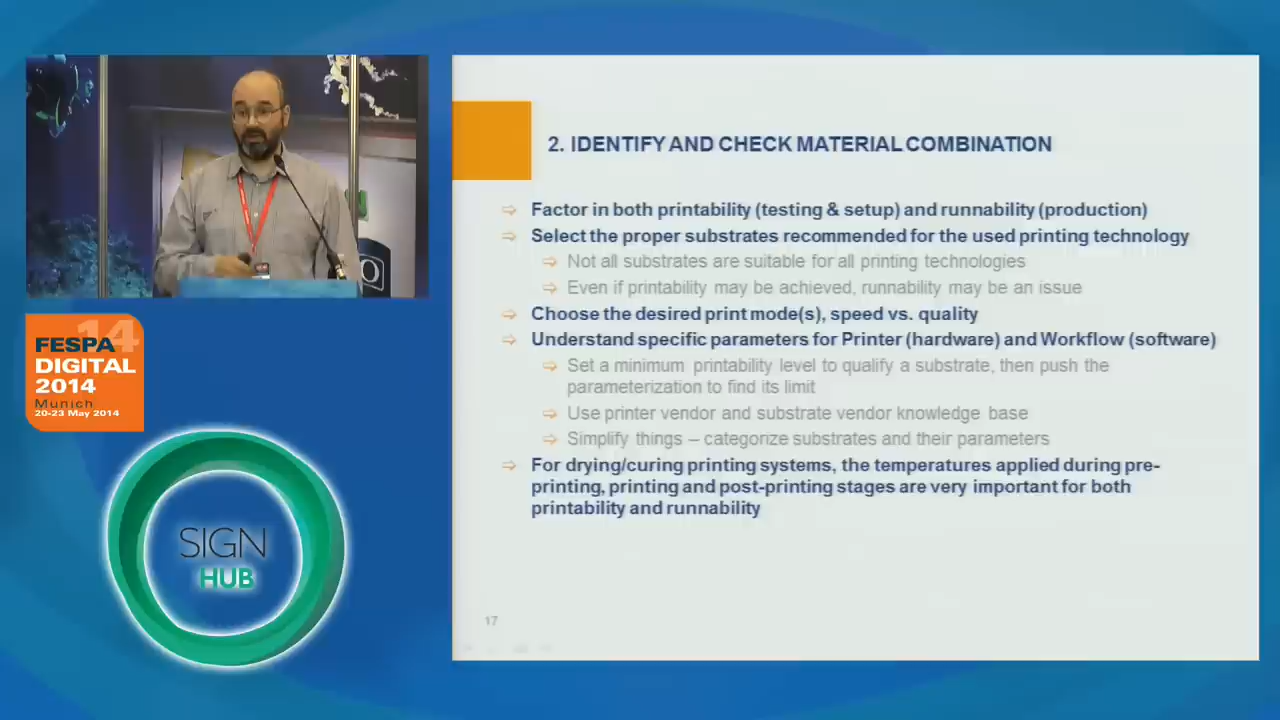 2. IDENTIFY AND CHECK MATERIAL COMBINATION
⇨ Factor in both printability (testing & setup) and runnability (production)
⇨ Select the proper substrates recommended for the used printing technology
⇨ Not all substrates are suitable for all printing technologies
⇨ Even if printability may be achieved, runnability may be an issue
⇨ Choose the desired print mode(s), speed vs. quality
⇨ Understand specific parameters for Printer (hardware) and Workflow (software)
⇨ Set a minimum printability level to qualify a substrate, then push the
parameterization to find its limit
⇨ Use printer vendor and substrate vendor knowledge base
⇨ Simplify things – categorize substrates and their parameters
⇨ For drying/curing printing systems, the temperatures applied during pre-
printing, printing and post-printing stages are very important for both
printability and runnability
17
14
FESPA
DIGITAL
2014
Munich
20-23 May 2014
SIGN
HUB